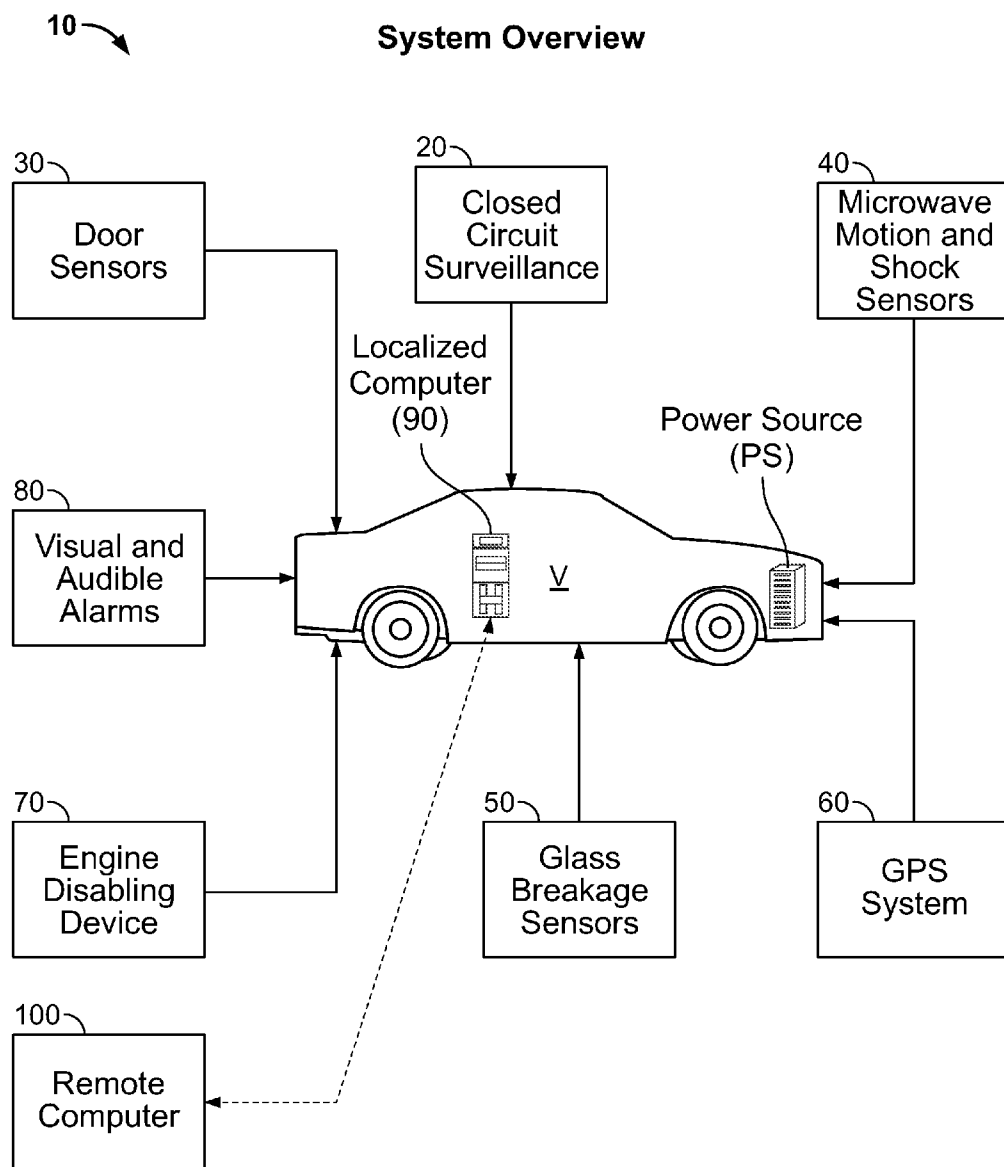 10
System Overview
30
Door
Sensors
20
Closed
Circuit
Surveillance
40
Microwave
Motion and
Shock
Sensors
Localized
Computer
(90)
Power Source
(PS)
80
Visual and
Audible
Alarms
V
70
Engine
Disabling
Device
50
Glass
Breakage
Sensors
60
GPS
System
100
Remote
Computer